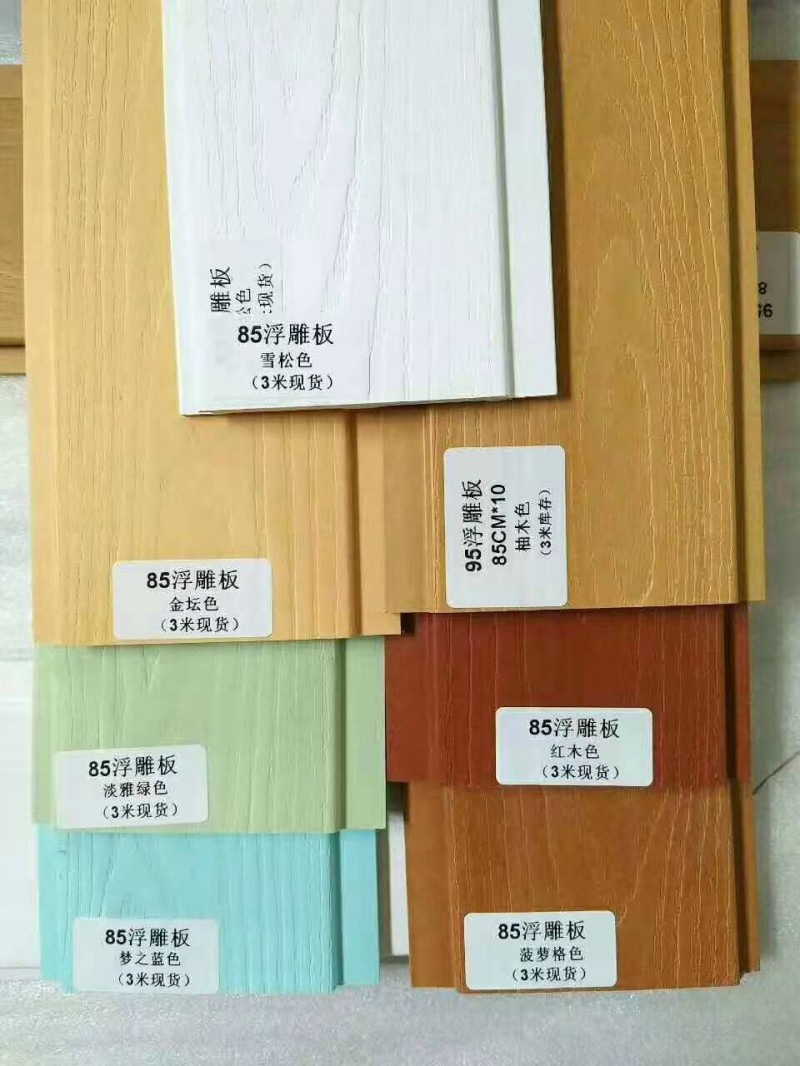 雕板
色
现货）
85浮雕板
雪松色
（3米现货）
95浮雕板
85CM*10
柚木色
（3米库存）
85浮雕板
金坛色
（3米现货）
85浮雕板
淡雅绿色
（3米现货）
85浮雕板
红木色
（3米现货）
85浮雕板
梦之蓝色
（3米现货）
85浮雕板
菠萝格色
（3米现货）